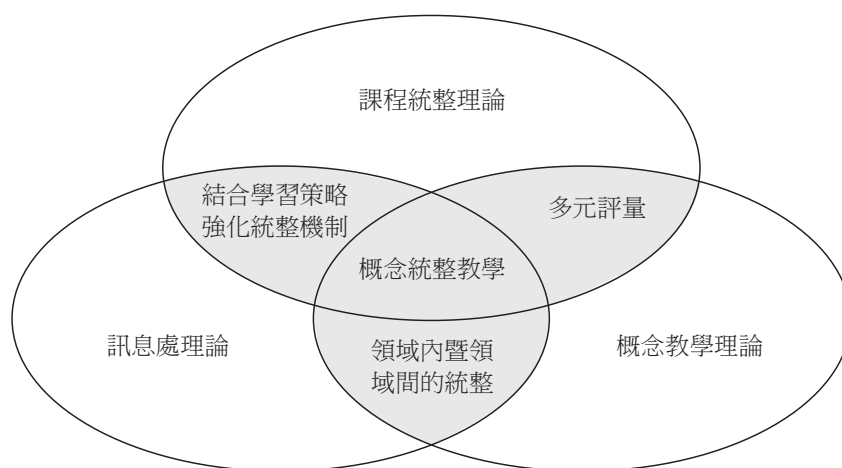 課程統整理論
結合學習策略
強化統整機制
多元評量
概念統整教學
訊息處理論
領域內暨領
域間的統整
概念教學理論